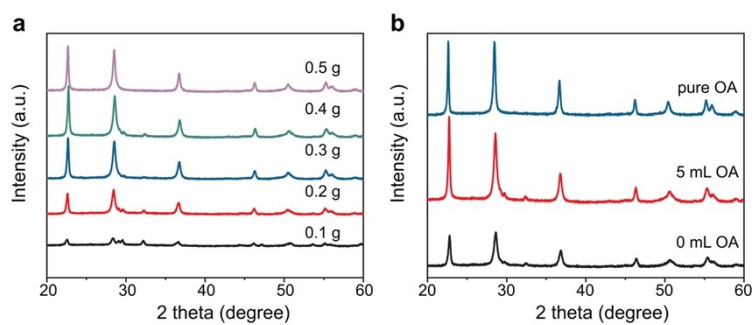 a
0.5 g
0.4 g
0.3 g
0.2 g
0.1 g
Intensity (a.u.)
20 30 40 50 60
2 theta (degree)
b
pure OA
5 mL OA
0 mL OA
Intensity (a.u.)
20 30 40 50 60
2 theta (degree)